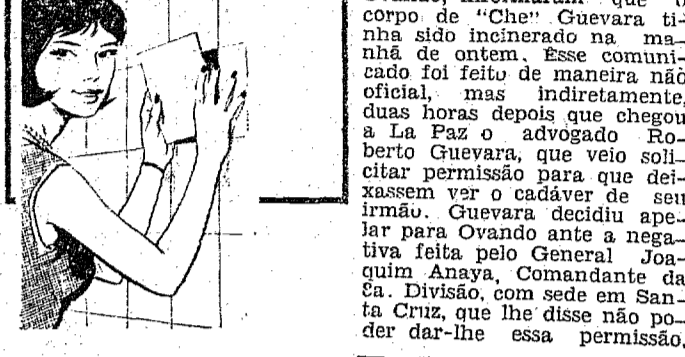 que o
corpo de "Che" Guevara ti-
nha sido incinerado na ma-
nhã de ontem. Ésse comuni-
cado foi feito de maneira não
oficial, mas indiretamente,
duas horas depois que chegou
a La Paz o advogado Ro-
berto Guevara, que veio soli-
citar permissão para que dei-
xassem ver o cadáver de seu
irmão. Guevara decidiu ape-
lar para Ovando ante a nega-
tiva feita pelo General Joa-
quim Anaya, Comandante da
8a. Divisão, com sede em San-
ta Cruz, que lhe disse não po-
der dar-lhe essa permissão,